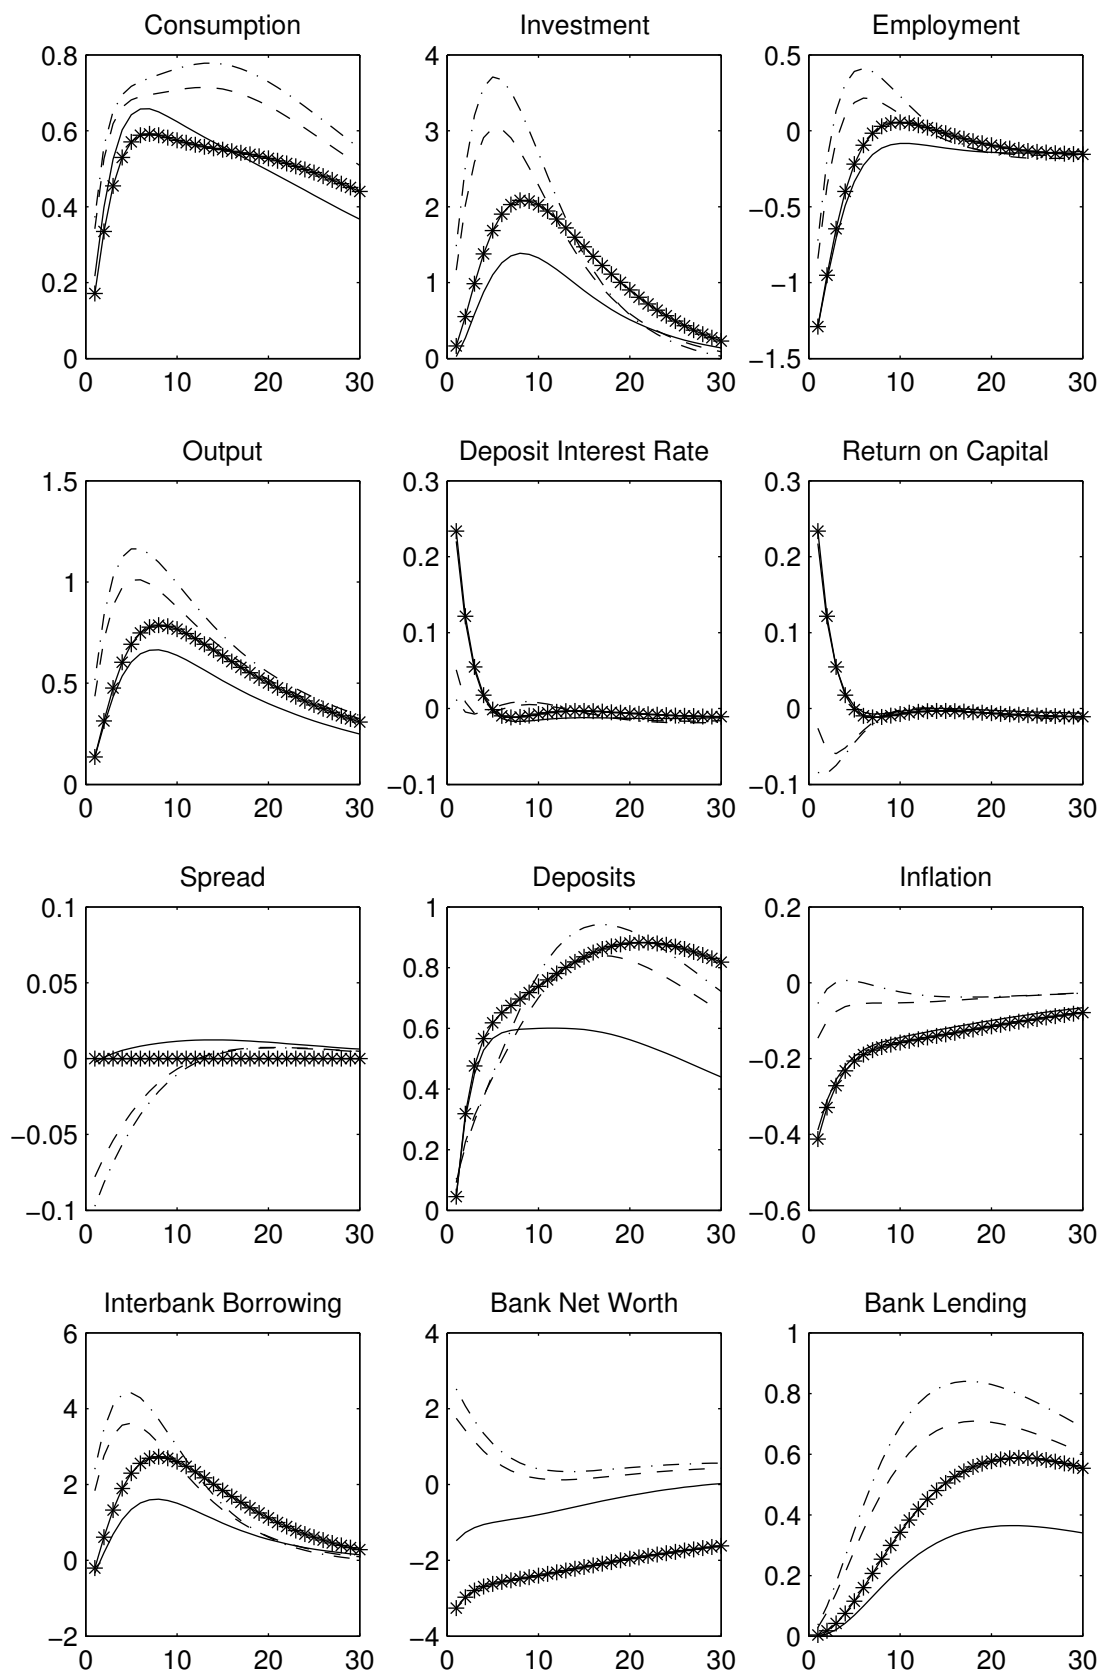 Consumption Investment Employment
0.8 4 0.5
0.6 3 0
0.4 2 −0.5
0.2 1 −1
0 0 −1.5
0 10 20 30 0 10 20 30 0 10 20 30
Output Deposit Interest Rate Return on Capital
1.5 0.3 0.3
0.2 0.2
1
0.1 0.1
0.5
0 0
0 −0.1 −0.1
0 10 20 30 0 10 20 30 0 10 20 30
Spread Deposits Inflation
0.1 1 0.2
0.05 0.8 0
0.6
0 −0.2
0.4
−0.05 0.2 −0.4
−0.1 0 −0.6
0 10 20 30 0 10 20 30 0 10 20 30
Interbank Borrowing Bank Net Worth Bank Lending
6 4 1
4 2 0.8
0.6
2 0
0.4
0 −2 0.2
−2 −4 0
0 10 20 30 0 10 20 30 0 10 20 30